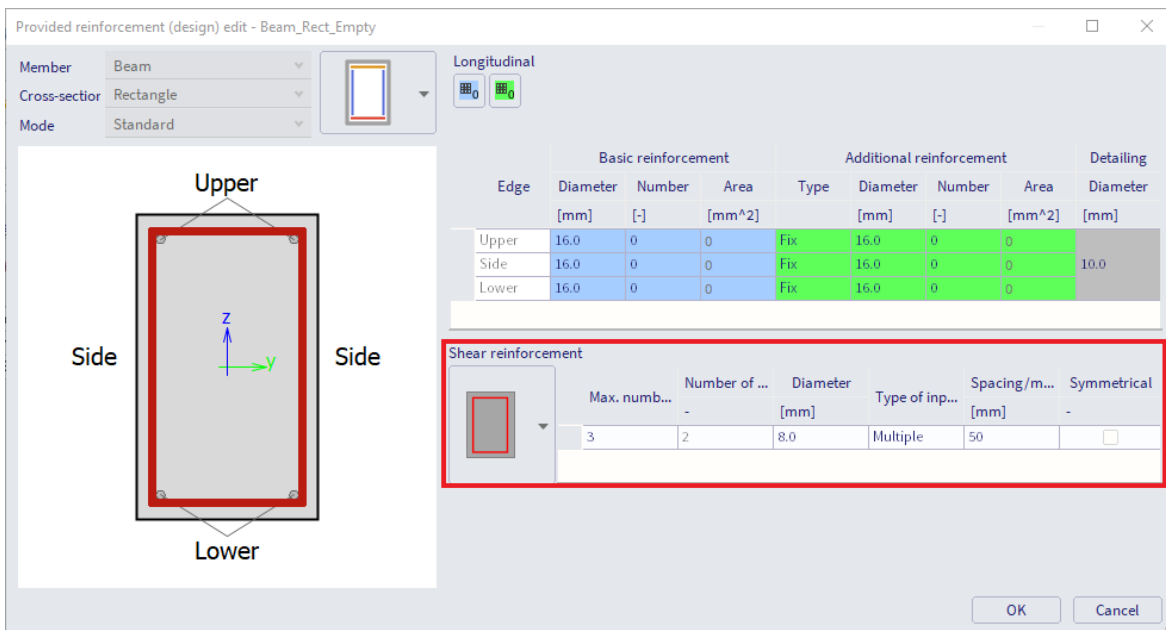 Provided reinforcement (design) edit - Beam_Rect_Empty
Member Beam
Cross-sectior Rectangle
Mode Standard
Longitudinal
0 0
Basic reinforcement Additional reinforcement Detailing
Edge Diameter Number Area Type Diameter Number Area Diameter
[mm] [-] [mm^2] [mm] [-] [mm^2] [mm]
Upper 16.0 0 0 Fix 16.0 0 0
Side 16.0 0 0 Fix 16.0 0 0 10.0
Lower 16.0 0 0 Fix 16.0 0 0
Upper
z
y
Side Side
Lower
Shear reinforcement
Max. numb... Number of ... Diameter Type of inp... Spacing/m... Symmetrical
- [mm] [mm] -
3 2 8.0 Multiple 50
OK Cancel